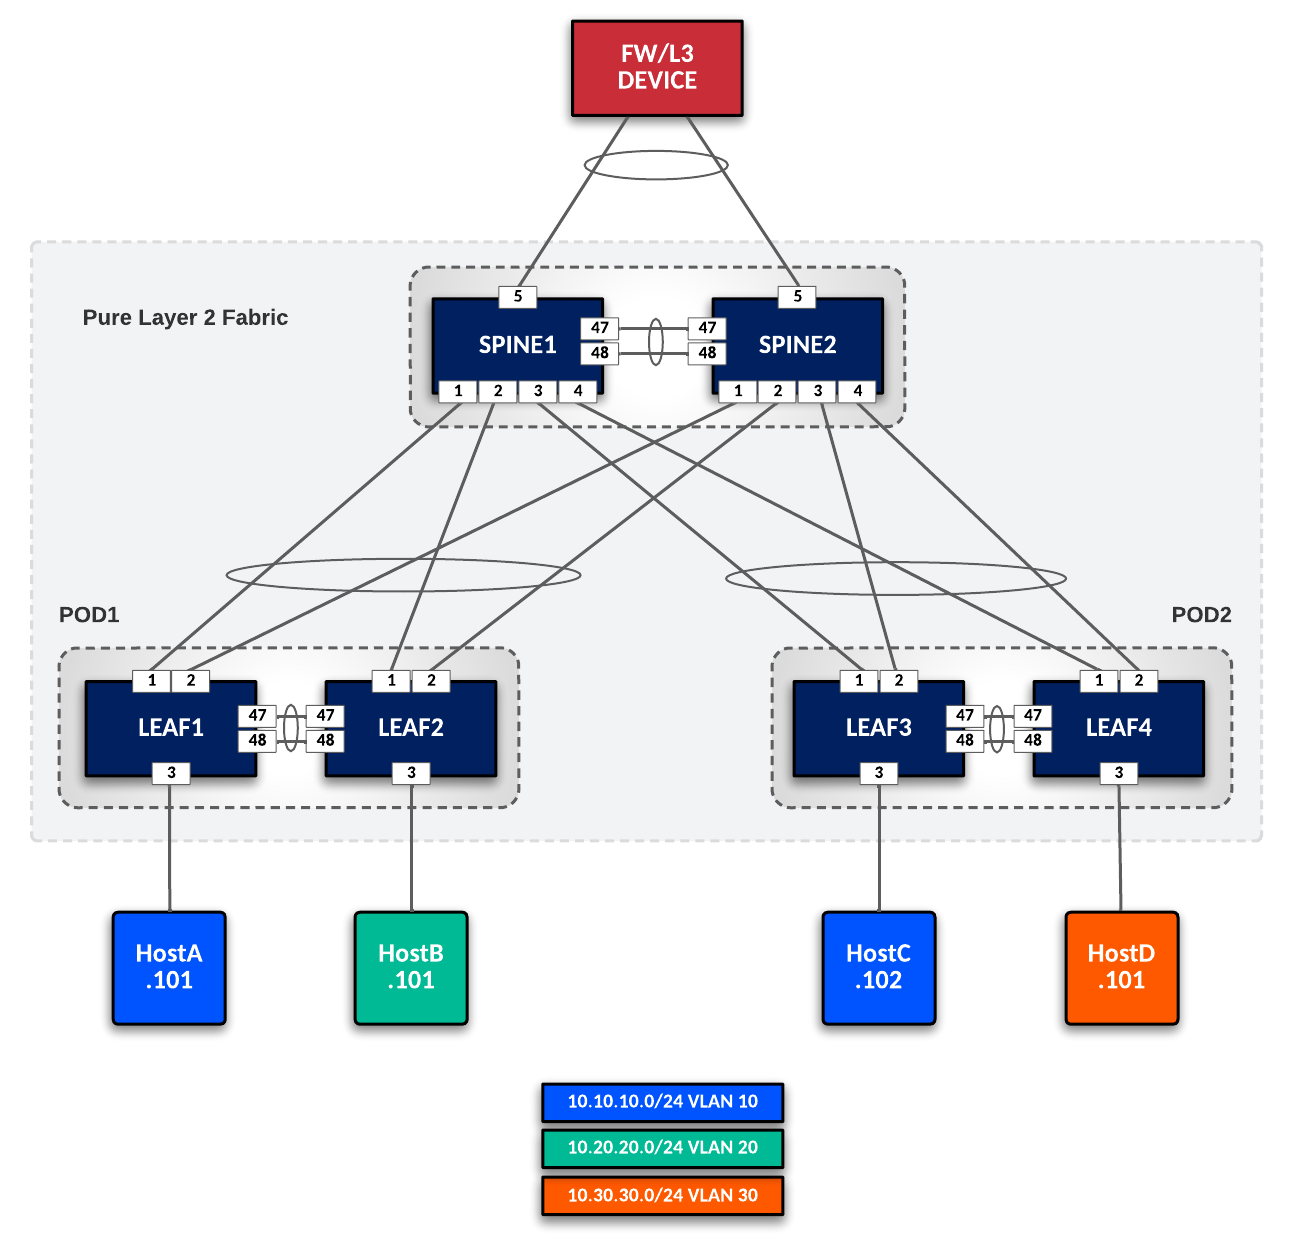 FW/L3
DEVICE
5
5
Pure Layer 2 Fabric
SPINE1
47
47
SPINE2
48
48
1
2
3
4
1
2
3
4
POD1
POD2
1
2
1
2
1
2
1
2
LEAF1
47
47
LEAF2
48
48
LEAF3
47
47
LEAF4
48
48
3
3
3
3
HostA
.101
HostB
.101
HostC
.102
HostD
.101
10.10.10.0/24 VLAN 10
10.20.20.0/24 VLAN 20
10.30.30.0/24 VLAN 30